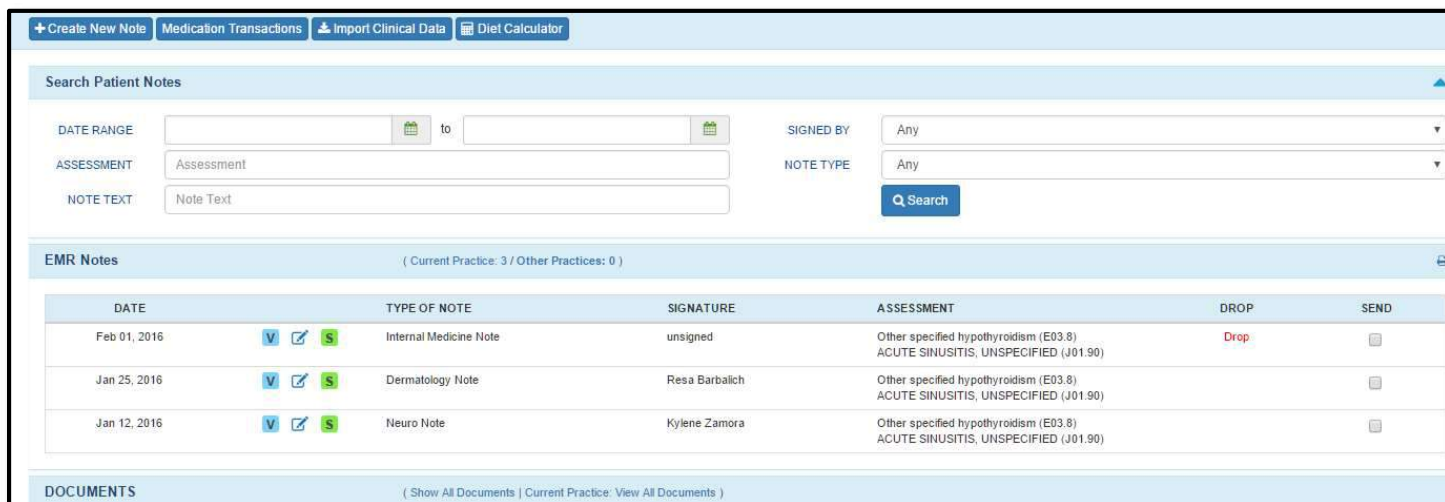 Create New Note Medication Transactions Import Clinical Data Diet Calculator
Search Patient Notes
DATE RANGE to SIGNED BY Any
ASSESSMENT Assessment NOTE TYPE Any
NOTE TEXT Note Text Search
EMR Notes ( Current Practice: 3 / Other Practices: 0 )
DATE TYPE OF NOTE SIGNATURE ASSESSMENT DROP SEND
Feb 01, 2016 V S Internal Medicine Note unsigned Other specified hypothyroidism (E03.8) Drop
ACUTE SINUSITIS, UNSPECIFIED (J01.90)
Jan 25, 2016 V S Dermatology Note Resa Barbalich Other specified hypothyroidism (E03.8)
ACUTE SINUSITIS, UNSPECIFIED (J01.90)
Jan 12, 2016 V S Neuro Note Kylene Zamora Other specified hypothyroidism (E03.8)
ACUTE SINUSITIS, UNSPECIFIED (J01.90)
DOCUMENTS ( Show All Documents | Current Practice: View All Documents )